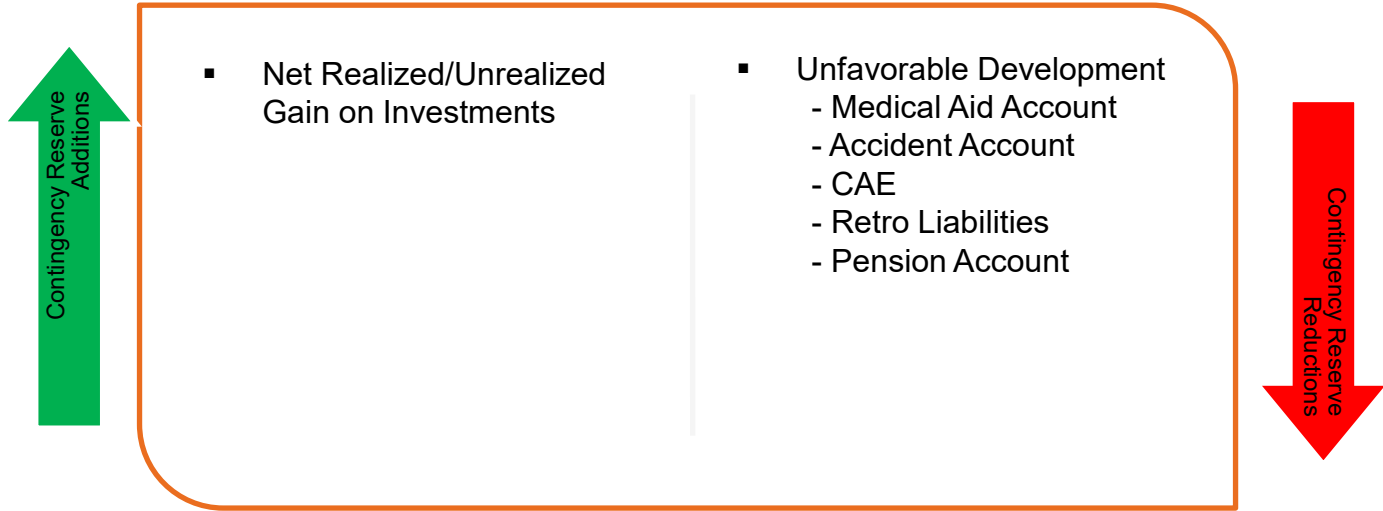 Contingency Reserve
Additions
▪ Net Realized/Unrealized
Gain on Investments
▪ Unfavorable Development
- Medical Aid Account
- Accident Account
- CAE
- Retro Liabilities
- Pension Account
Contingency Reserve
Reductions